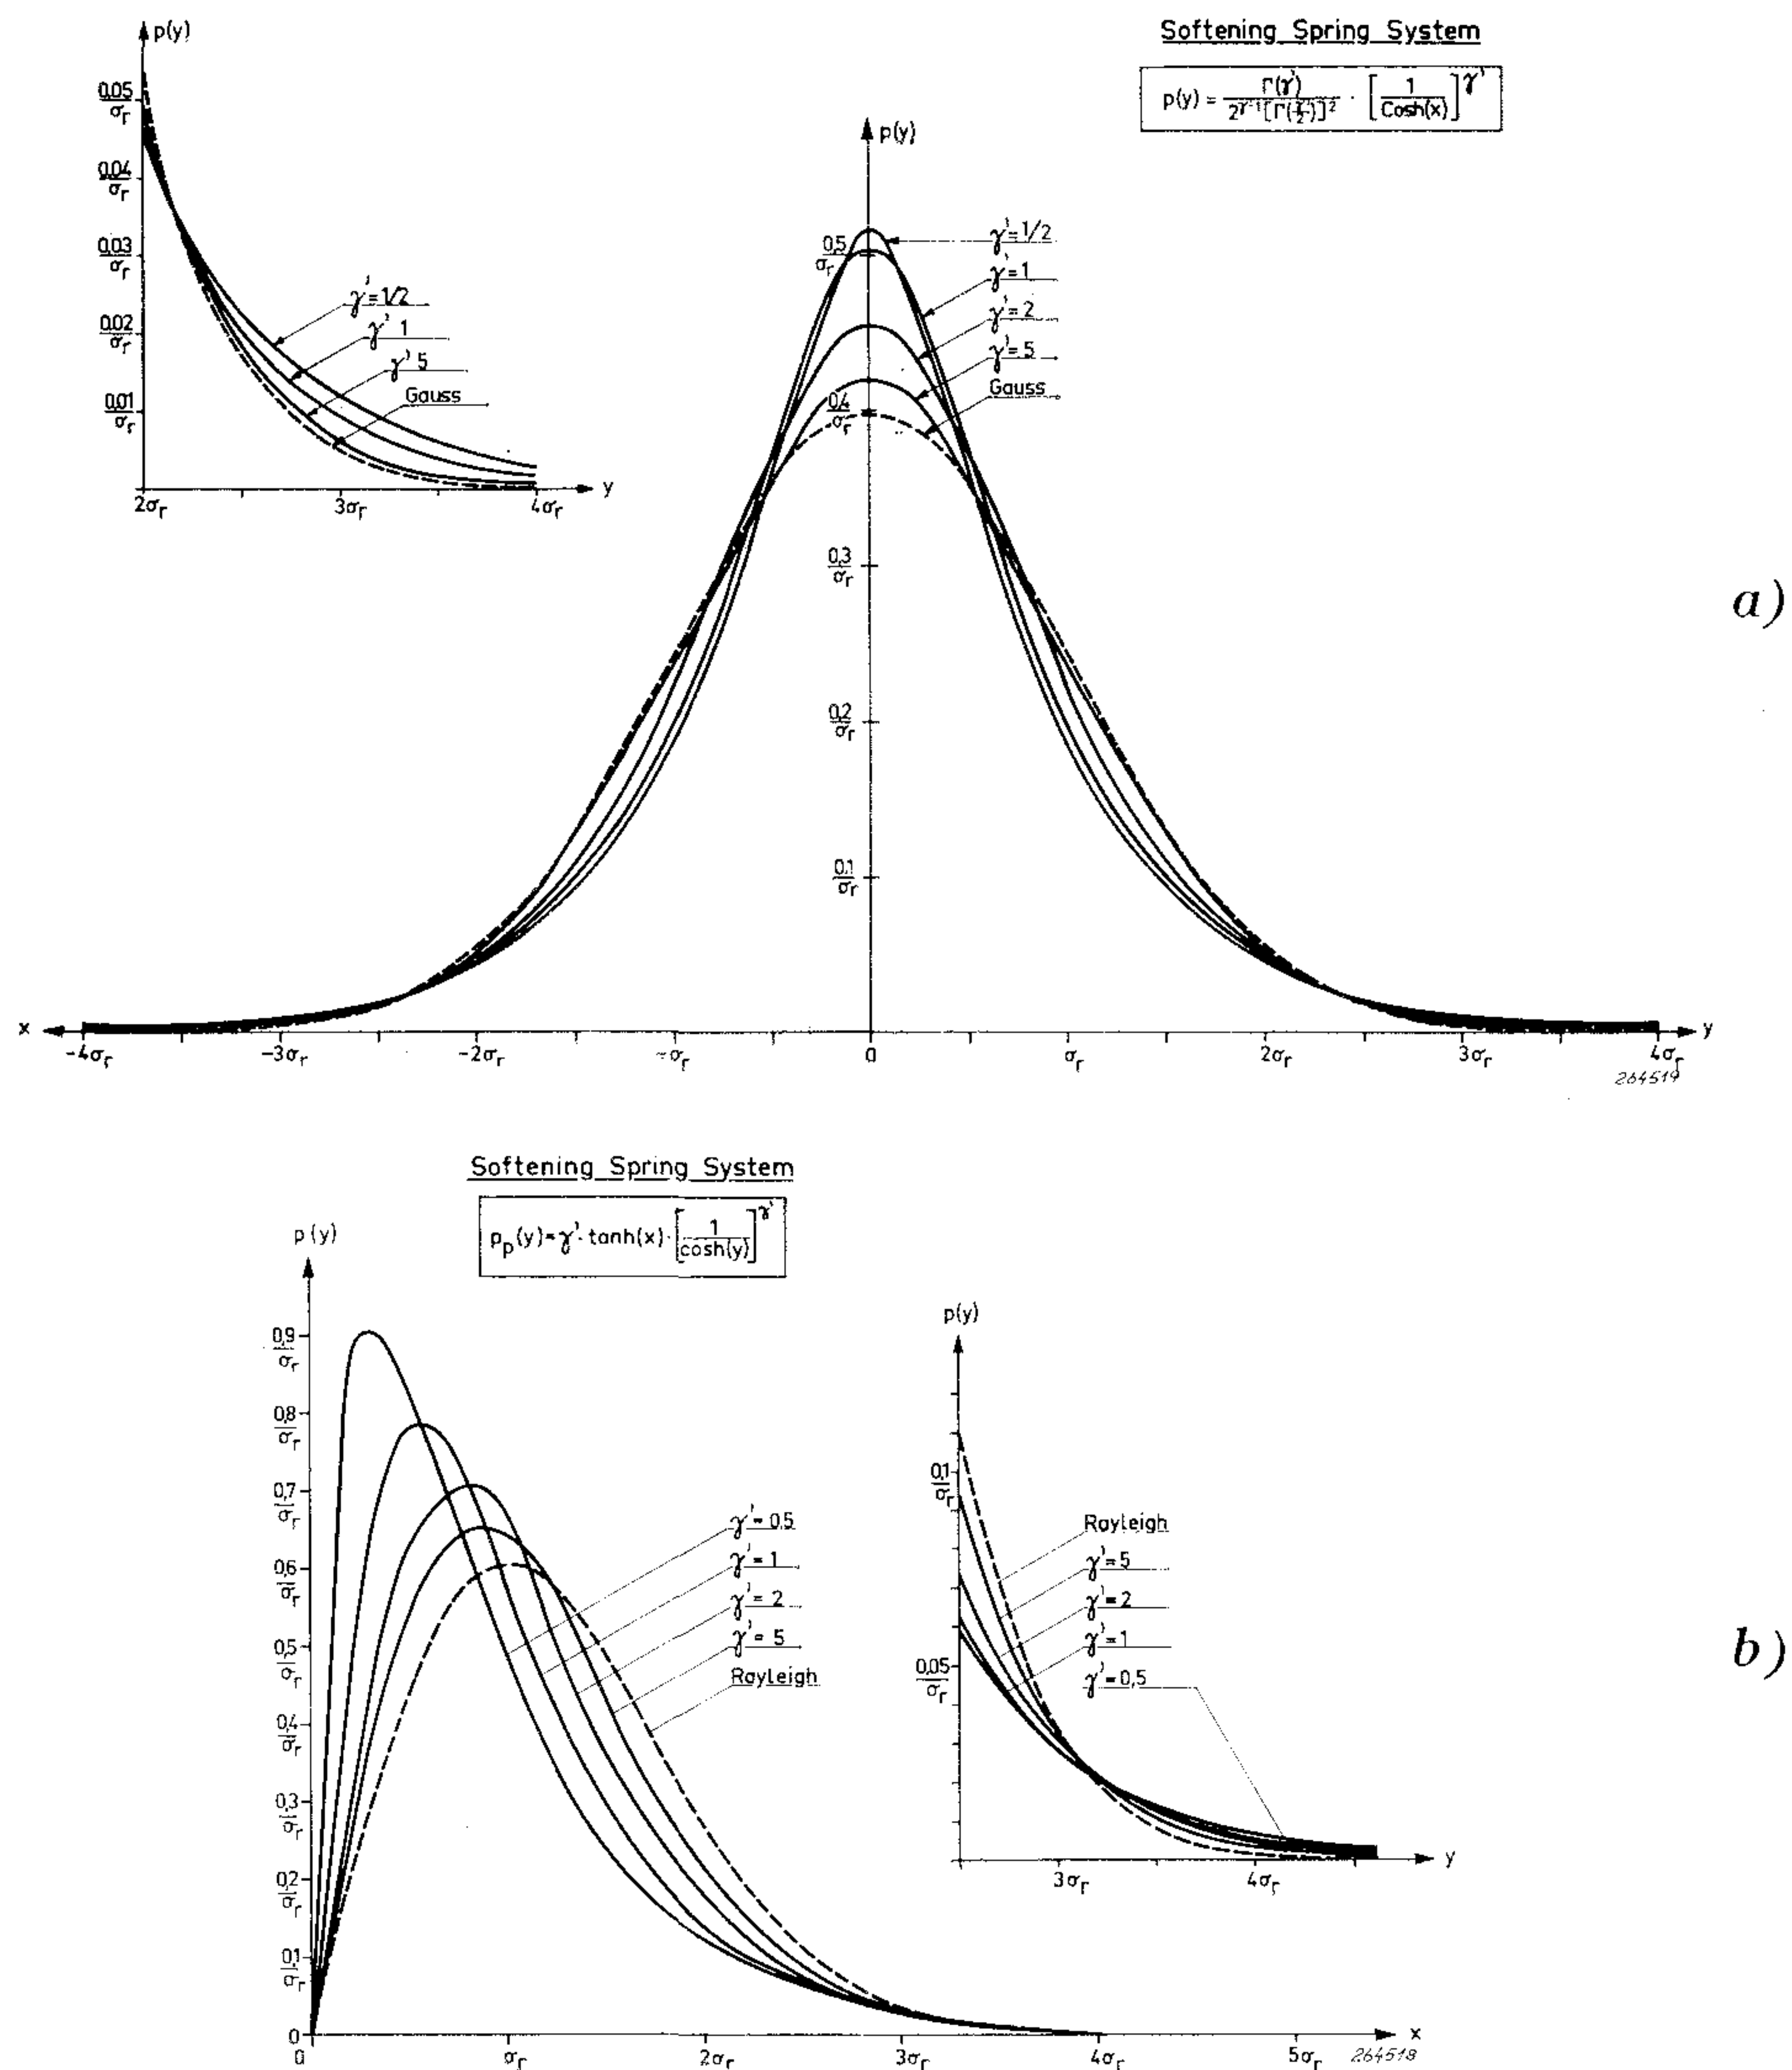 Softening Spring System
p(y) = Γ(γ') / 2^γ'-1 [Γ(γ'/2)]² · [1 / Cosh(x)]^γ'
p(y)
0,05/σr
0,04/σr
0,03/σr
0,02/σr
0,01/σr
γ'=1/2
γ' 1
γ' 5
Gauss
2σr 3σr 4σr y
p(y)
0,5/σr
0,4/σr
0,3/σr
0,2/σr
0,1/σr
γ'=1/2
γ'=1
γ'=2
γ'=5
Gauss
a)
x -4σr -3σr -2σr -σr 0 σr 2σr 3σr 4σr y
264519
Softening Spring System
pp(y)=γ'·tanh(x)·[1 / cosh(y)]^γ'
p(y)
0,9/σr
0,8/σr
0,7/σr
0,6/σr
0,5/σr
0,4/σr
0,3/σr
0,2/σr
0,1/σr
0
γ'=0,5
γ'=1
γ'=2
γ'=5
Rayleigh
0 σr 2σr 3σr 4σr 5σr x
264518
p(y)
0,1/σr
0,05/σr
Rayleigh
γ'=5
γ'=2
γ'=1
γ'=0,5
3σr 4σr y
b)